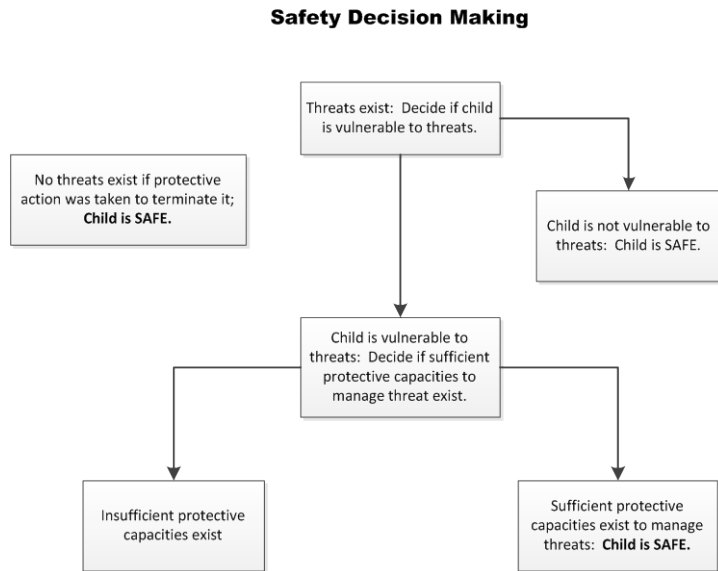 Safety Decision Making
Threats exist:  Decide if child
is vulnerable to threats.
No threats exist if protective
action was taken to terminate it;
Child is SAFE.
Child is not vulnerable to
threats:  Child is SAFE.
Child is vulnerable to
threats:  Decide if sufficient
protective capacities to
manage threat exist.
Insufficient protective
capacities exist
Sufficient protective
capacities exist to manage
threats:  Child is SAFE.